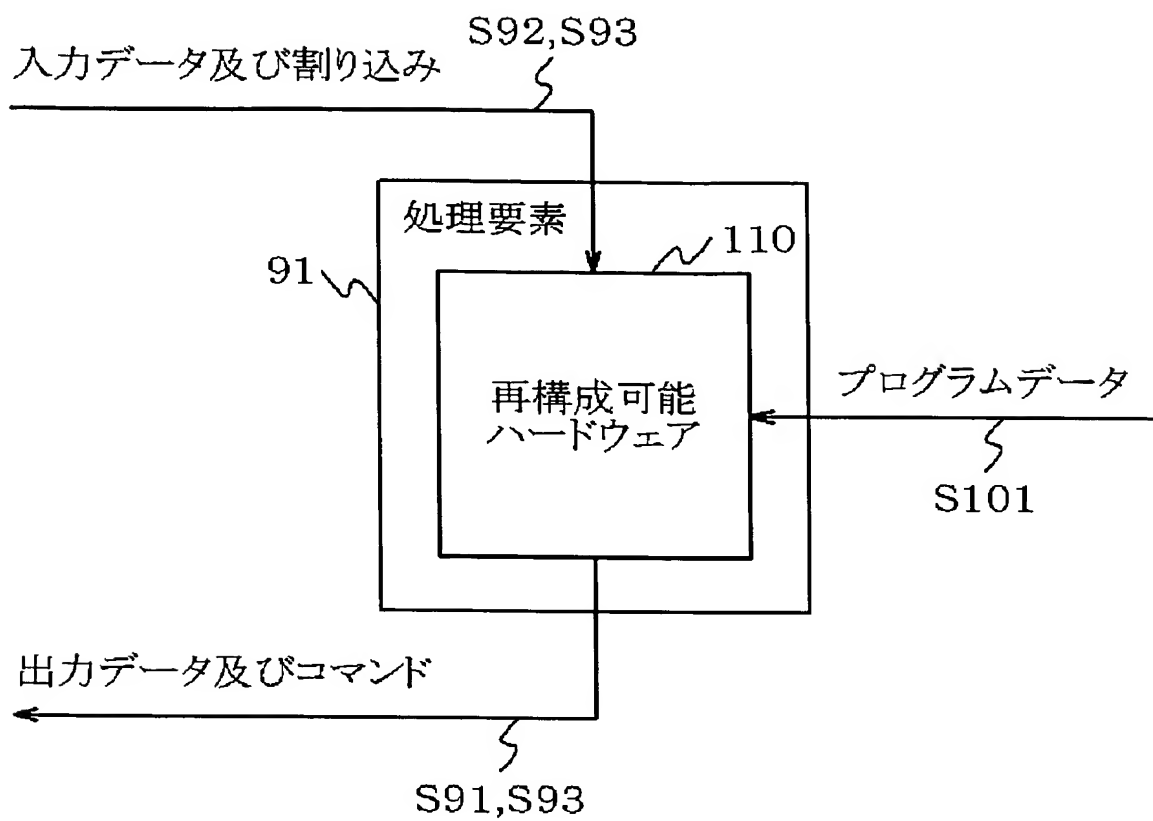 S92,S93
入力データ及び割り込み
処理要素
110
91
再構成可能
ハードウェア
プログラムデータ
S101
出力データ及びコマンド
S91,S93